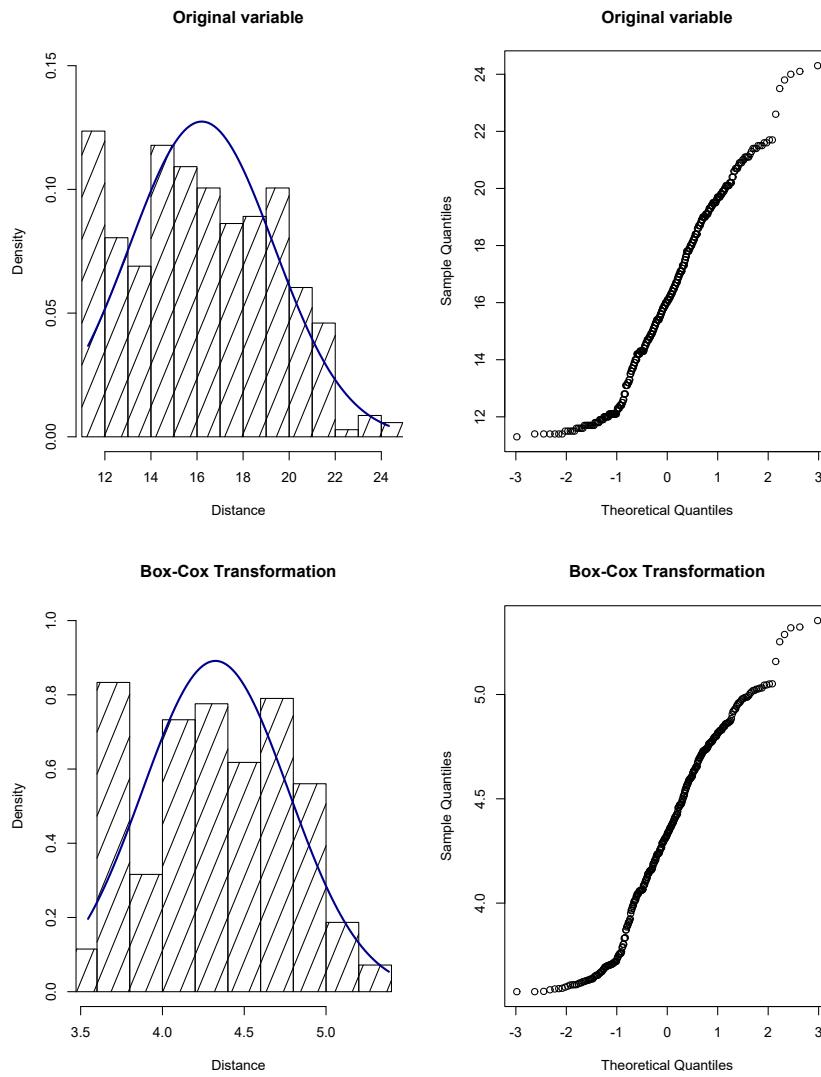 Original variable
Density
0.00 0.05 0.10 0.15
12 14 16 18 20 22 24
Distance
Original variable
Sample Quantiles
12 14 16 18 20 22 24
-3 -2 -1 0 1 2 3
Theoretical Quantiles
Box-Cox Transformation
Density
0.0 0.2 0.4 0.6 0.8 1.0
3.5 4.0 4.5 5.0
Distance
Box-Cox Transformation
Sample Quantiles
4.0 4.5 5.0
-3 -2 -1 0 1 2 3
Theoretical Quantiles